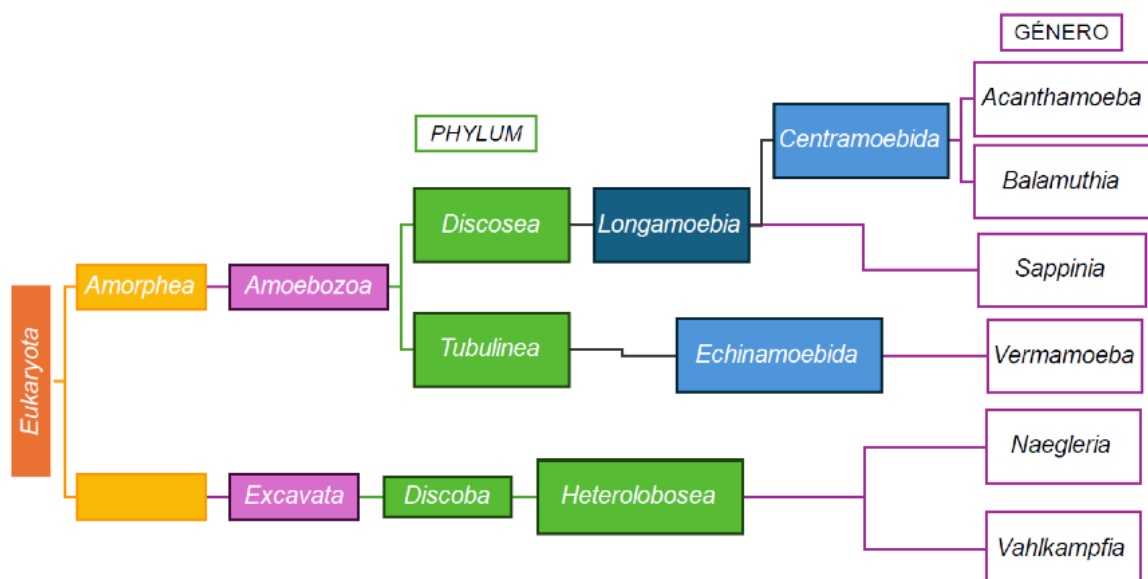 GÉNERO
Acanthamoeba
PHYLUM
Centramoebida
Balamuthia
Discosea
Longamoebia
Sappinia
Amorphea
Amoebozoa
Eukaryota
Tubulinea
Echinamoebida
Vermamoeba
Naegleria
Excavata
Discoba
Heterolobosea
Vahlkampfia